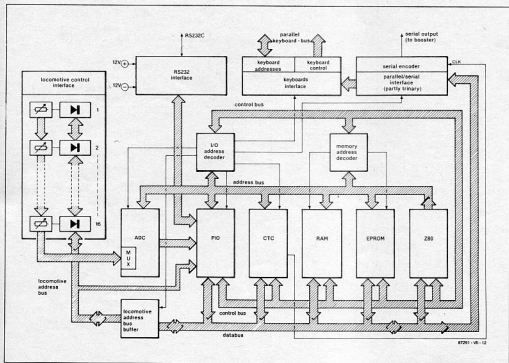 RS232C
parallel
keyboard - bus
serial output
(to booster)
12V
12V
RS232
interface
keyboard
addresses
keyboard
control
keyboards
interface
serial encoder
parallel/serial
interface
(partly trinary)
CLK
locomotive control
interface
1
2
16
control bus
I/O
address
decoder
memory
address
decoder
address bus
ADC
MUX
PIO
CTC
RAM
EPROM
Z80
locomotive
address
bus
locomotive
address
bus
buffer
control bus
databus
87291 - VII - 12